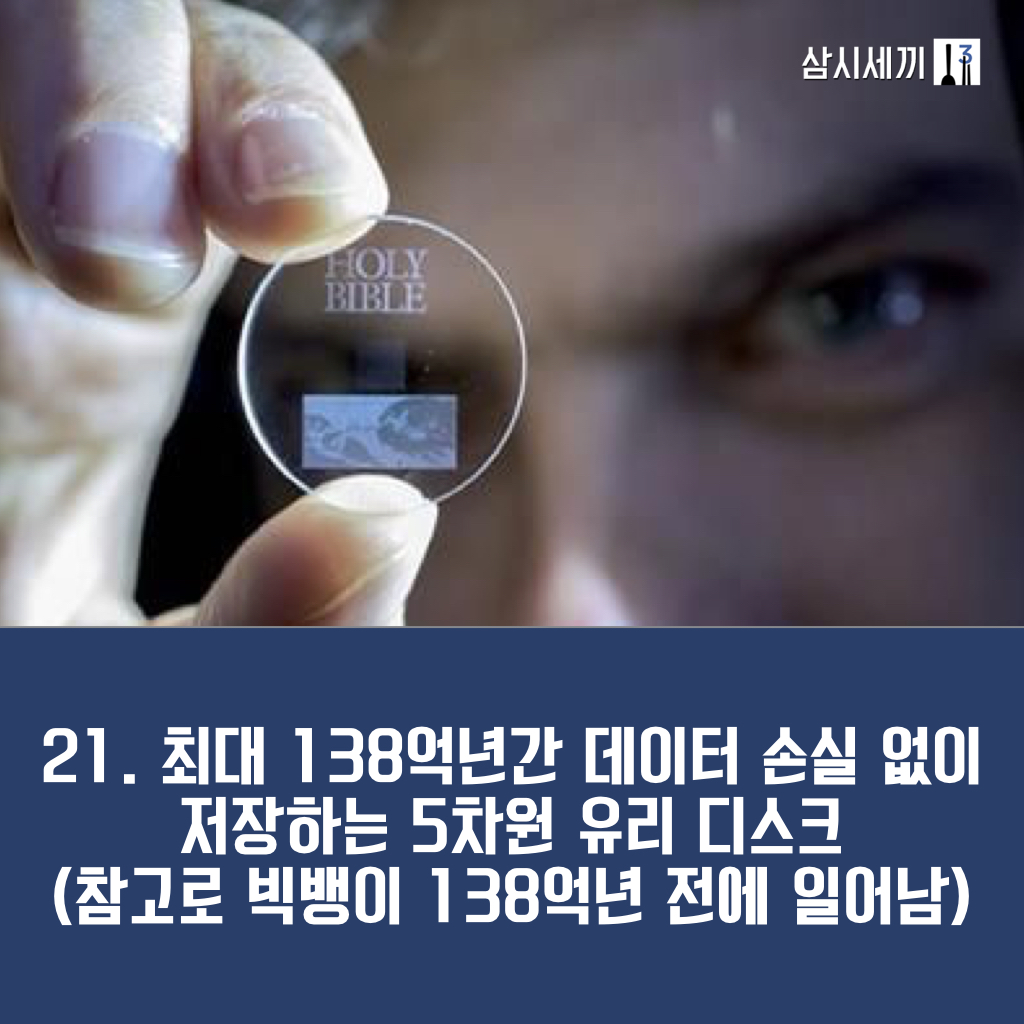 삼시세끼 3
HOLY
BIBLE
21. 최대 138억년간 데이터 손실 없이
저장하는 5차원 유리 디스크
(참고로 빅뱅이 138억년 전에 일어남)